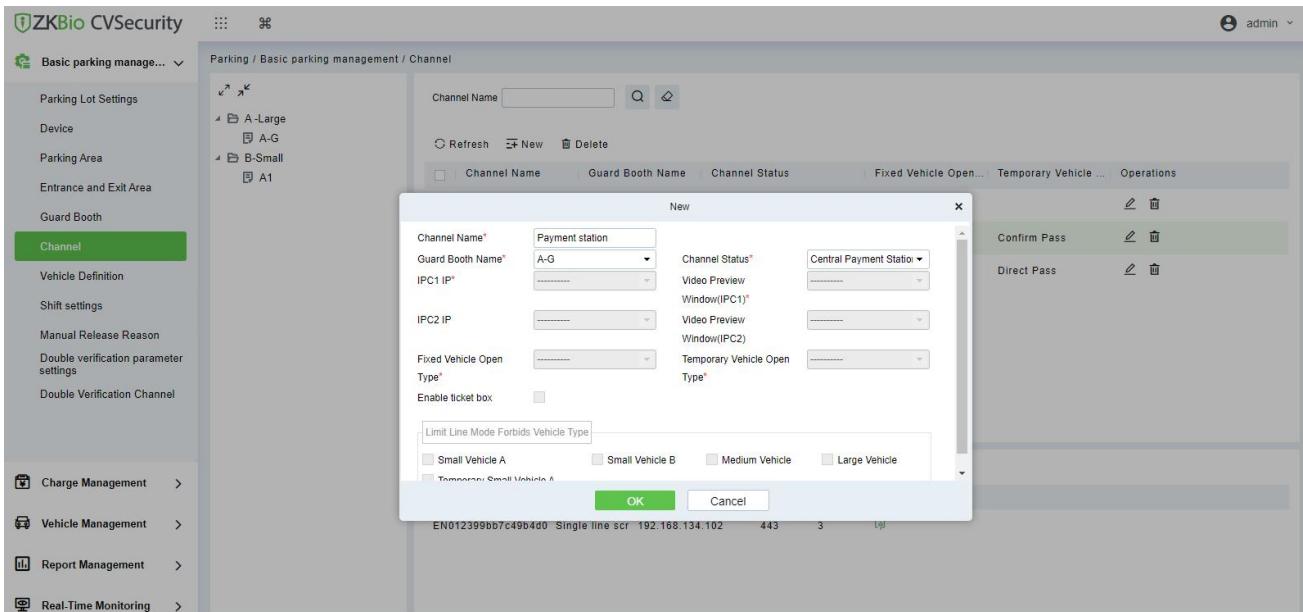 ZKBio CVSecurity
admin
Basic parking manage...
Parking Lot Settings
Device
Parking Area
Entrance and Exit Area
Guard Booth
Channel
Vehicle Definition
Shift settings
Manual Release Reason
Double verification parameter
settings
Double Verification Channel
Charge Management
Vehicle Management
Report Management
Real-Time Monitoring
Parking / Basic parking management / Channel
A-Large
A-G
B-Small
A1
Channel Name
Refresh New Delete
Channel Name Guard Booth Name Channel Status Fixed Vehicle Open... Temporary Vehicle ... Operations
Confirm Pass
Direct Pass
New
Channel Name* Payment station
Guard Booth Name* A-G Channel Status* Central Payment Statio
IPC1 IP* ---------- Video Preview
Window(IPC1)* ----------
IPC2 IP ---------- Video Preview
Window(IPC2) ----------
Fixed Vehicle Open
Type* ---------- Temporary Vehicle Open
Type* ----------
Enable ticket box
Limit Line Mode Forbids Vehicle Type
Small Vehicle A Small Vehicle B Medium Vehicle Large Vehicle
Temporary Small Vehicle A
OK Cancel
EN012399bb7c49b4d0 Single line scr 192.168.134.102 443 3